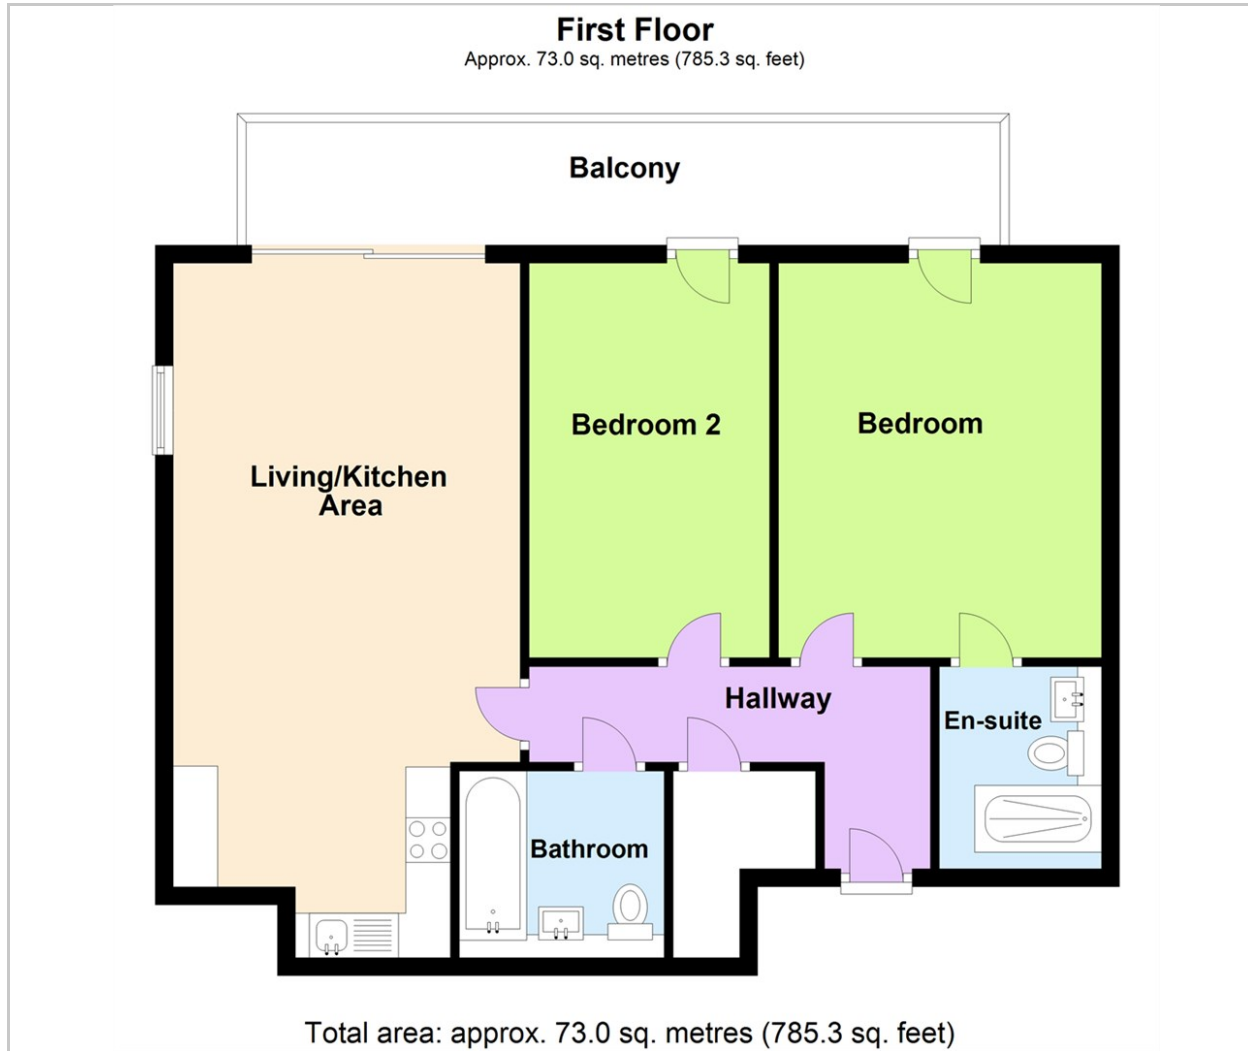 First Floor
Approx. 73.0 sq. metres (785.3 sq. feet)
Balcony
Bedroom 2
Bedroom
Living/Kitchen
Area
Hallway
En-suite
Bathroom
Total area: approx. 73.0 sq. metres (785.3 sq. feet)